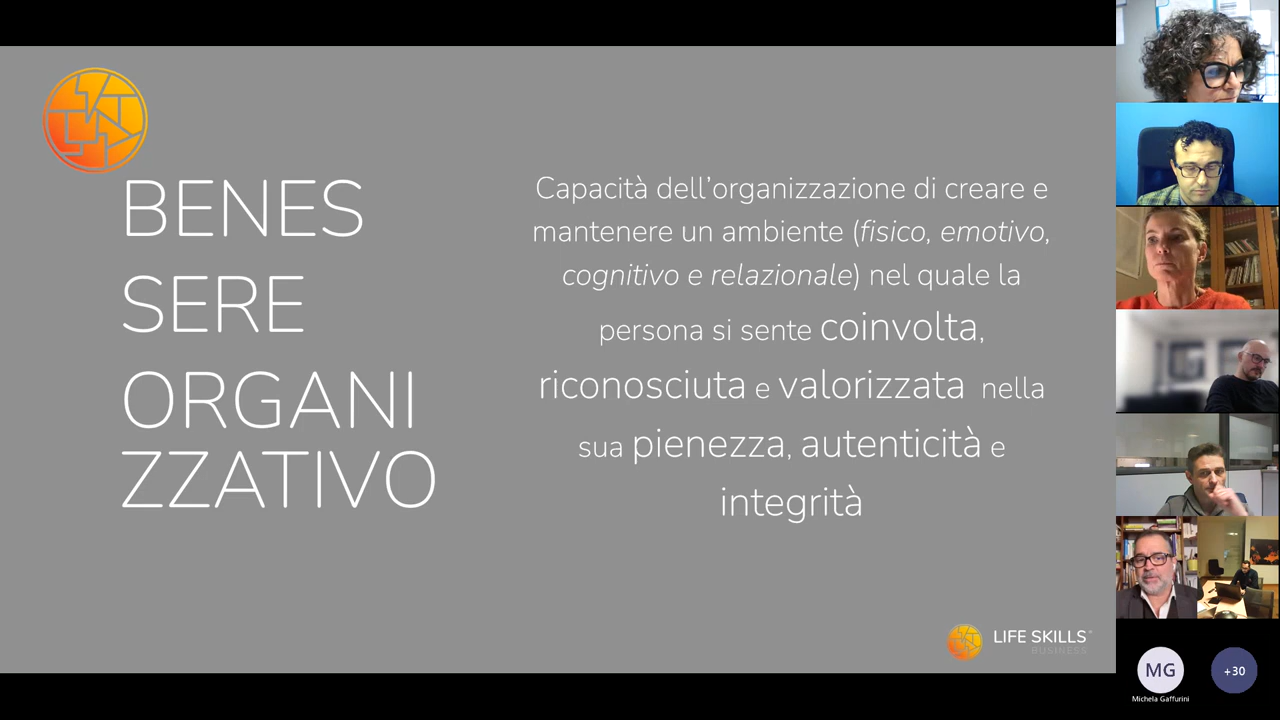 BENES
SERE
ORGANI
ZZATIVO
Capacità dell’organizzazione di creare e
mantenere un ambiente (fisico, emotivo,
cognitivo e relazionale) nel quale la
persona si sente coinvolta,
riconosciuta e valorizzata nella
sua pienezza, autenticità e
integrità
LIFE SKILLS
BUSINESS
MG
+30
Michela Gaffurini